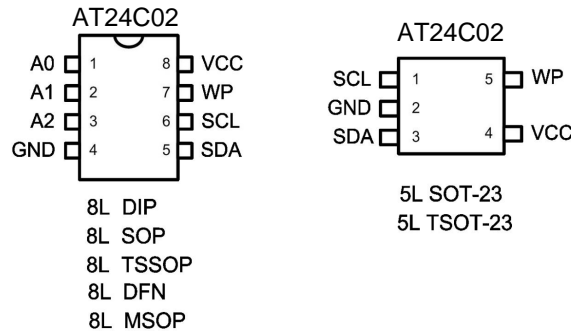 AT24C02
A0 1 8 VCC
A1 2 7 WP
A2 3 6 SCL
GND 4 5 SDA
8L DIP
8L SOP
8L TSSOP
8L DFN
8L MSOP
AT24C02
SCL 1 5 WP
GND 2
SDA 3 4 VCC
5L SOT-23
5L TSOT-23